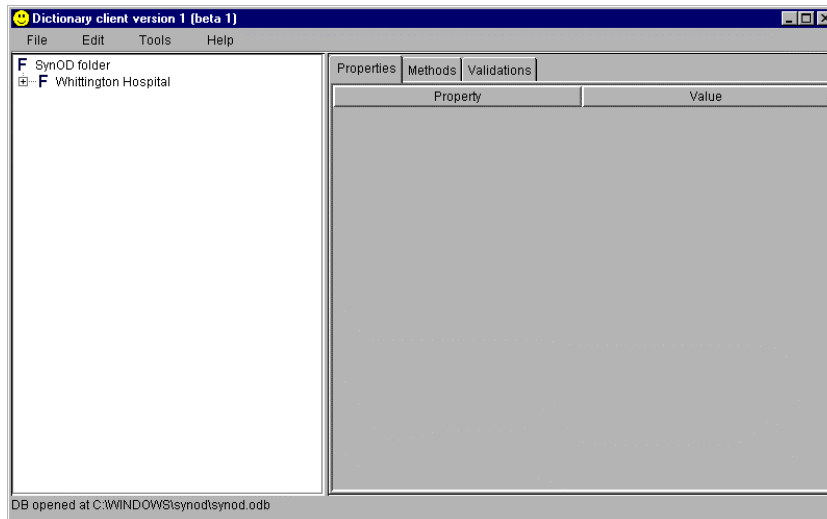 Dictionary client version 1 (beta 1)
File Edit Tools Help
F SynOD folder
F Whittington Hospital
Properties Methods Validations
Property Value
DB opened at C:\WINDOWS\synod\synod.odb